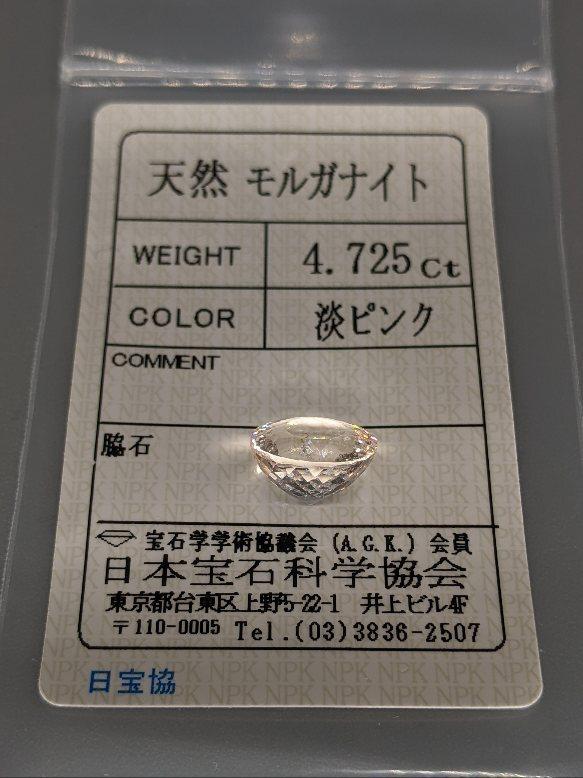 天然 モルガナイト
WEIGHT 4.725 Ct
COLOR 淡ピンク
COMMENT
脇石
宝石学学術協議会 (A.G.K.) 会員
日本宝石科学協会
東京都台東区上野5-22-1 井上ビル4F
〒110-0005 Tel.(03)3836-2507
日宝協